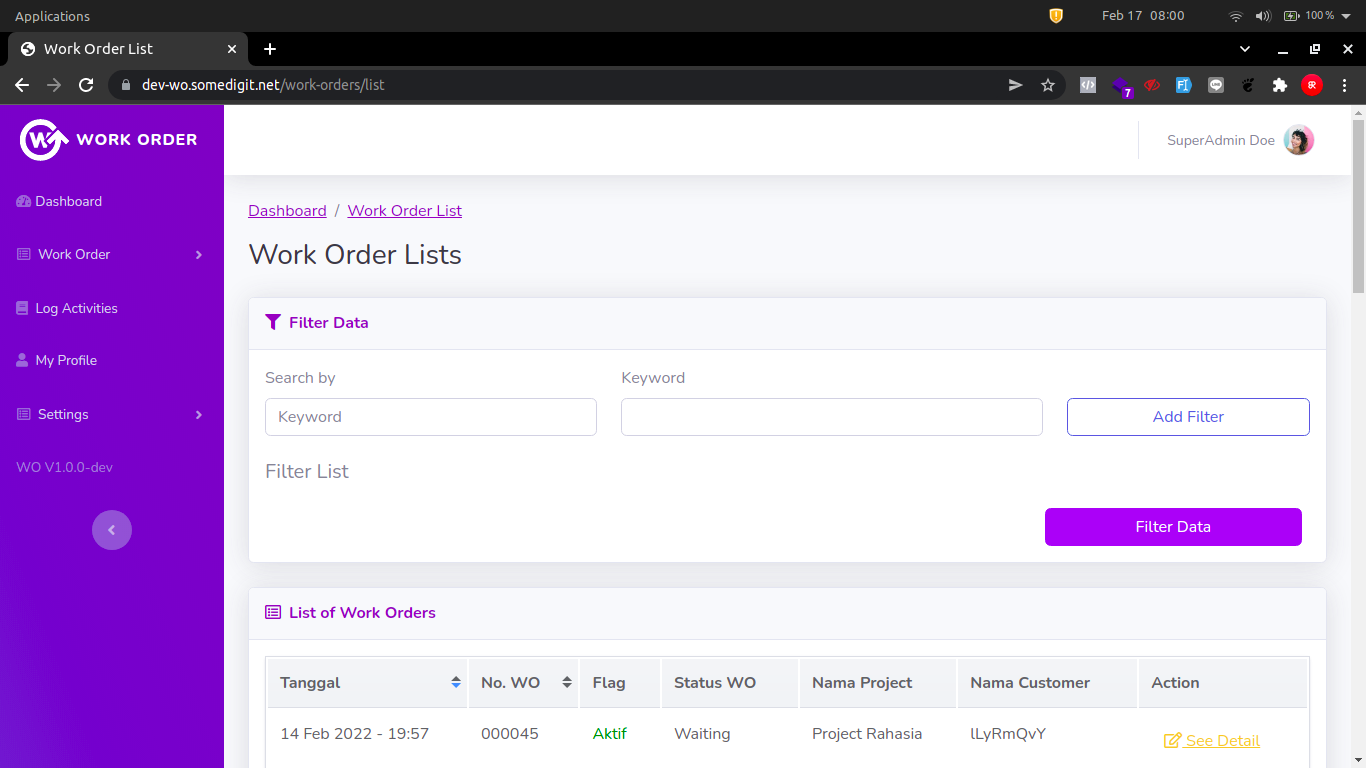 Applications
Feb 17 08:00
100 %
Work Order List
dev-wo.somedigit.net/work-orders/list
7
WORK ORDER
SuperAdmin Doe
Dashboard
Work Order
Log Activities
My Profile
Settings
WO V1.0.0-dev
Dashboard / Work Order List
Work Order Lists
Filter Data
Search by Keyword
Keyword Add Filter
Filter List
Filter Data
List of Work Orders
Tanggal No. WO Flag Status WO Nama Project Nama Customer Action
14 Feb 2022 - 19:57 000045 Aktif Waiting Project Rahasia lLyRmQvY See Detail